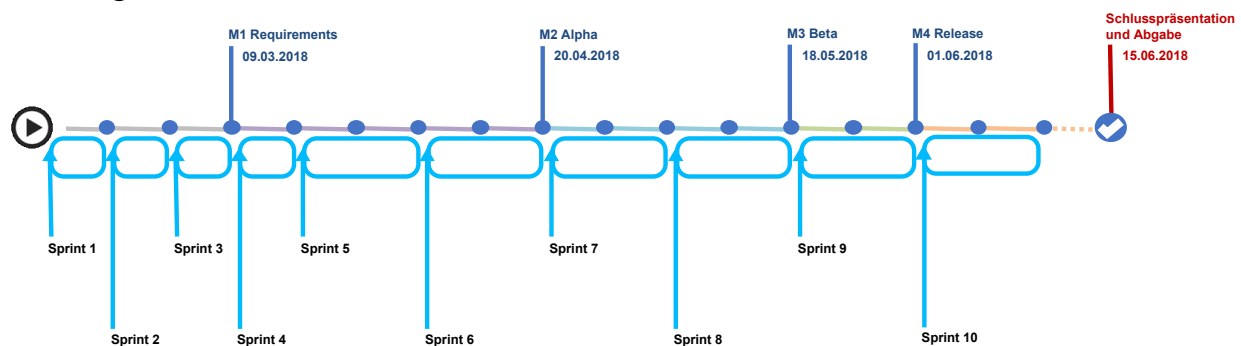 Schlusspräsentation
und Abgabe
15.06.2018
M1 Requirements
09.03.2018
M2 Alpha
20.04.2018
M3 Beta
18.05.2018
M4 Release
01.06.2018
Sprint 1
Sprint 3
Sprint 5
Sprint 7
Sprint 9
Sprint 2
Sprint 4
Sprint 6
Sprint 8
Sprint 10